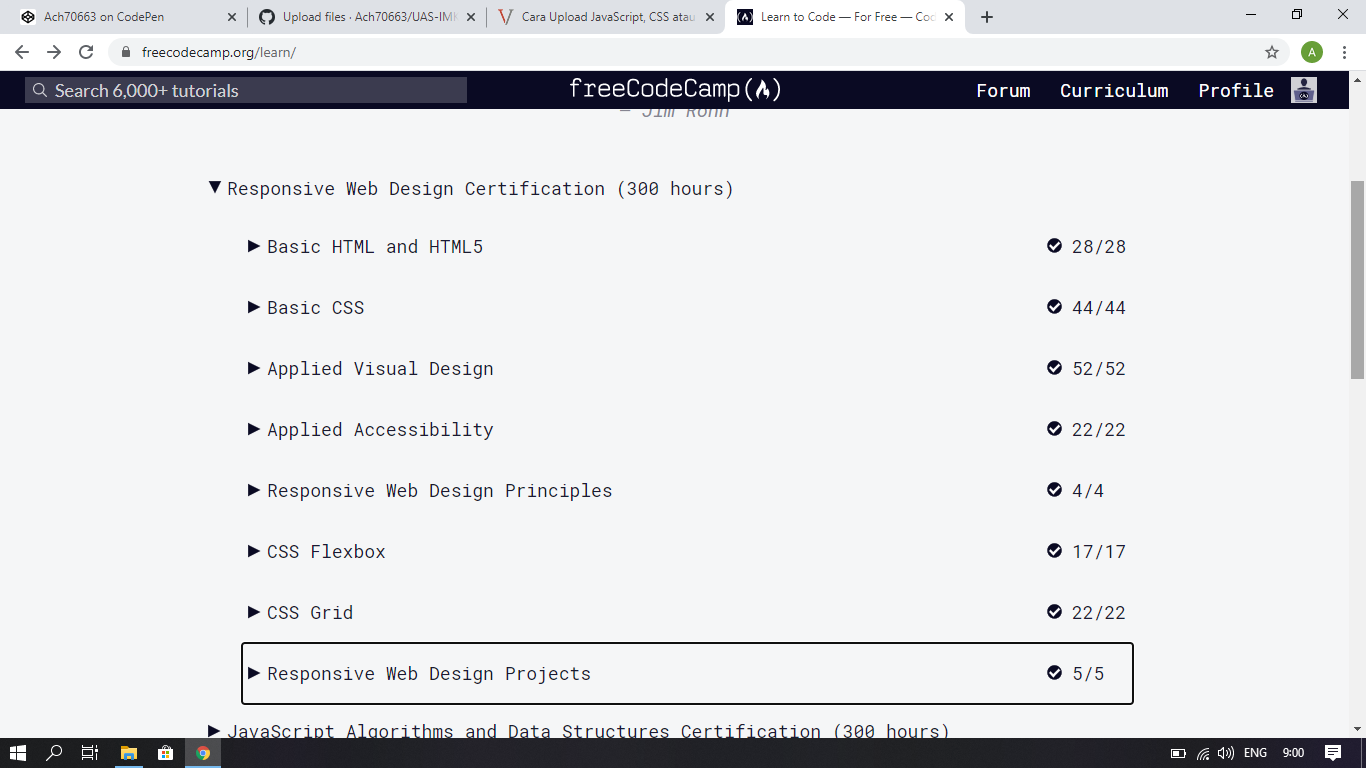 Ach70663 on CodePen
Upload files · Ach70663/UAS-IMK
Cara Upload JavaScript, CSS atau
Learn to Code — For Free — Cod
freecodecamp.org/learn/
A
Search 6,000+ tutorials
freeCodeCamp
Forum
Curriculum
Profile
— Jim Rohn
Responsive Web Design Certification (300 hours)
Basic HTML and HTML5 28/28
Basic CSS 44/44
Applied Visual Design 52/52
Applied Accessibility 22/22
Responsive Web Design Principles 4/4
CSS Flexbox 17/17
CSS Grid 22/22
Responsive Web Design Projects 5/5
JavaScript Algorithms and Data Structures Certification (300 hours)
ENG 9:00